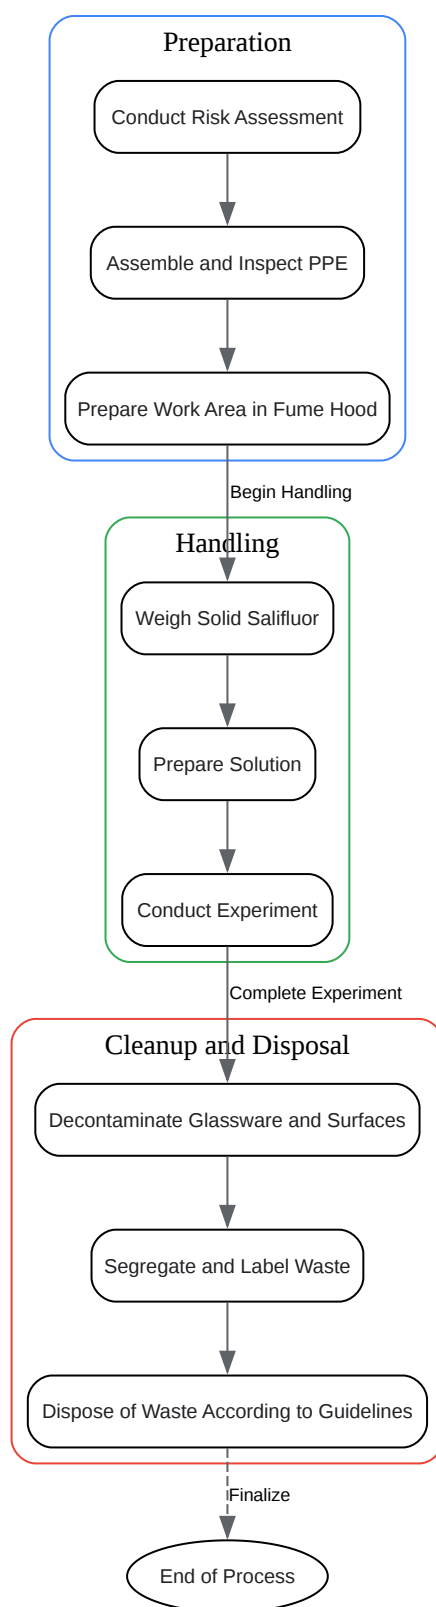 Preparation
Conduct Risk Assessment
Assemble and Inspect PPE
Prepare Work Area in Fume Hood
Begin Handling
Handling
Weigh Solid Salifluor
Prepare Solution
Conduct Experiment
Complete Experiment
Cleanup and Disposal
Decontaminate Glassware and Surfaces
Segregate and Label Waste
Dispose of Waste According to Guidelines
Finalize
End of Process